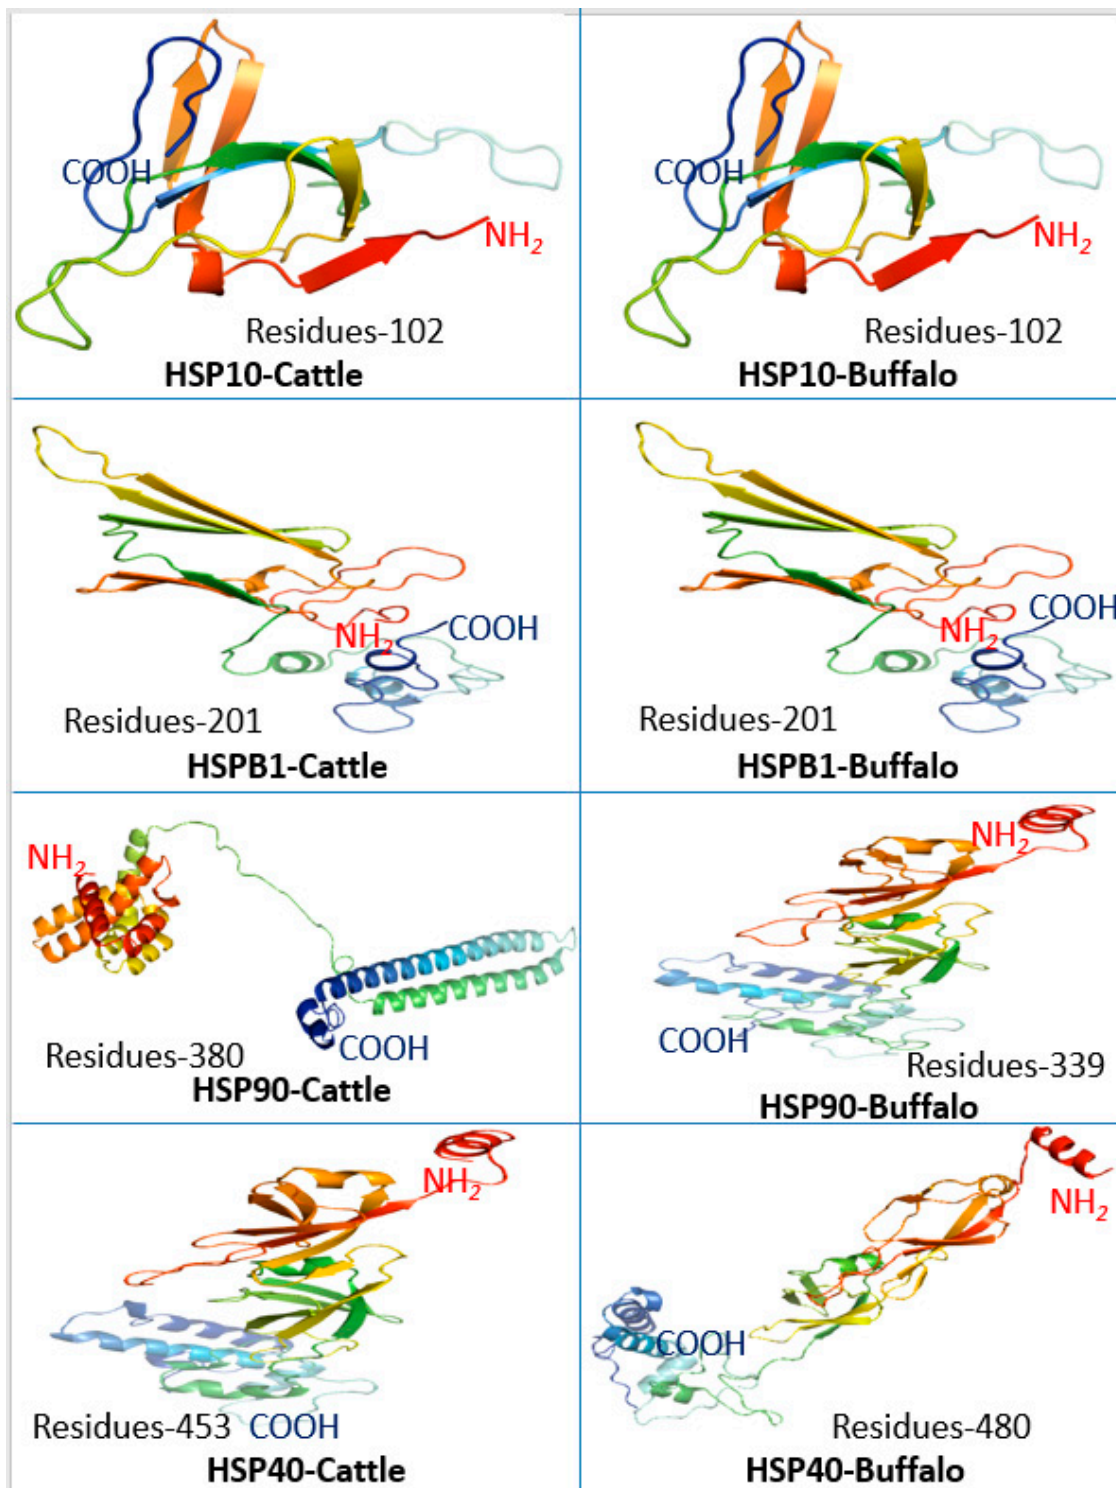 COOH
NH2
Residues-102
HSP10-Cattle
COOH
NH2
Residues-102
HSP10-Buffalo
NH2
COOH
Residues-201
HSPB1-Cattle
COOH
NH2
Residues-201
HSPB1-Buffalo
NH2
Residues-380
COOH
HSP90-Cattle
NH2
COOH
Residues-339
HSP90-Buffalo
NH2
Residues-453 COOH
HSP40-Cattle
NH2
COOH
Residues-480
HSP40-Buffalo